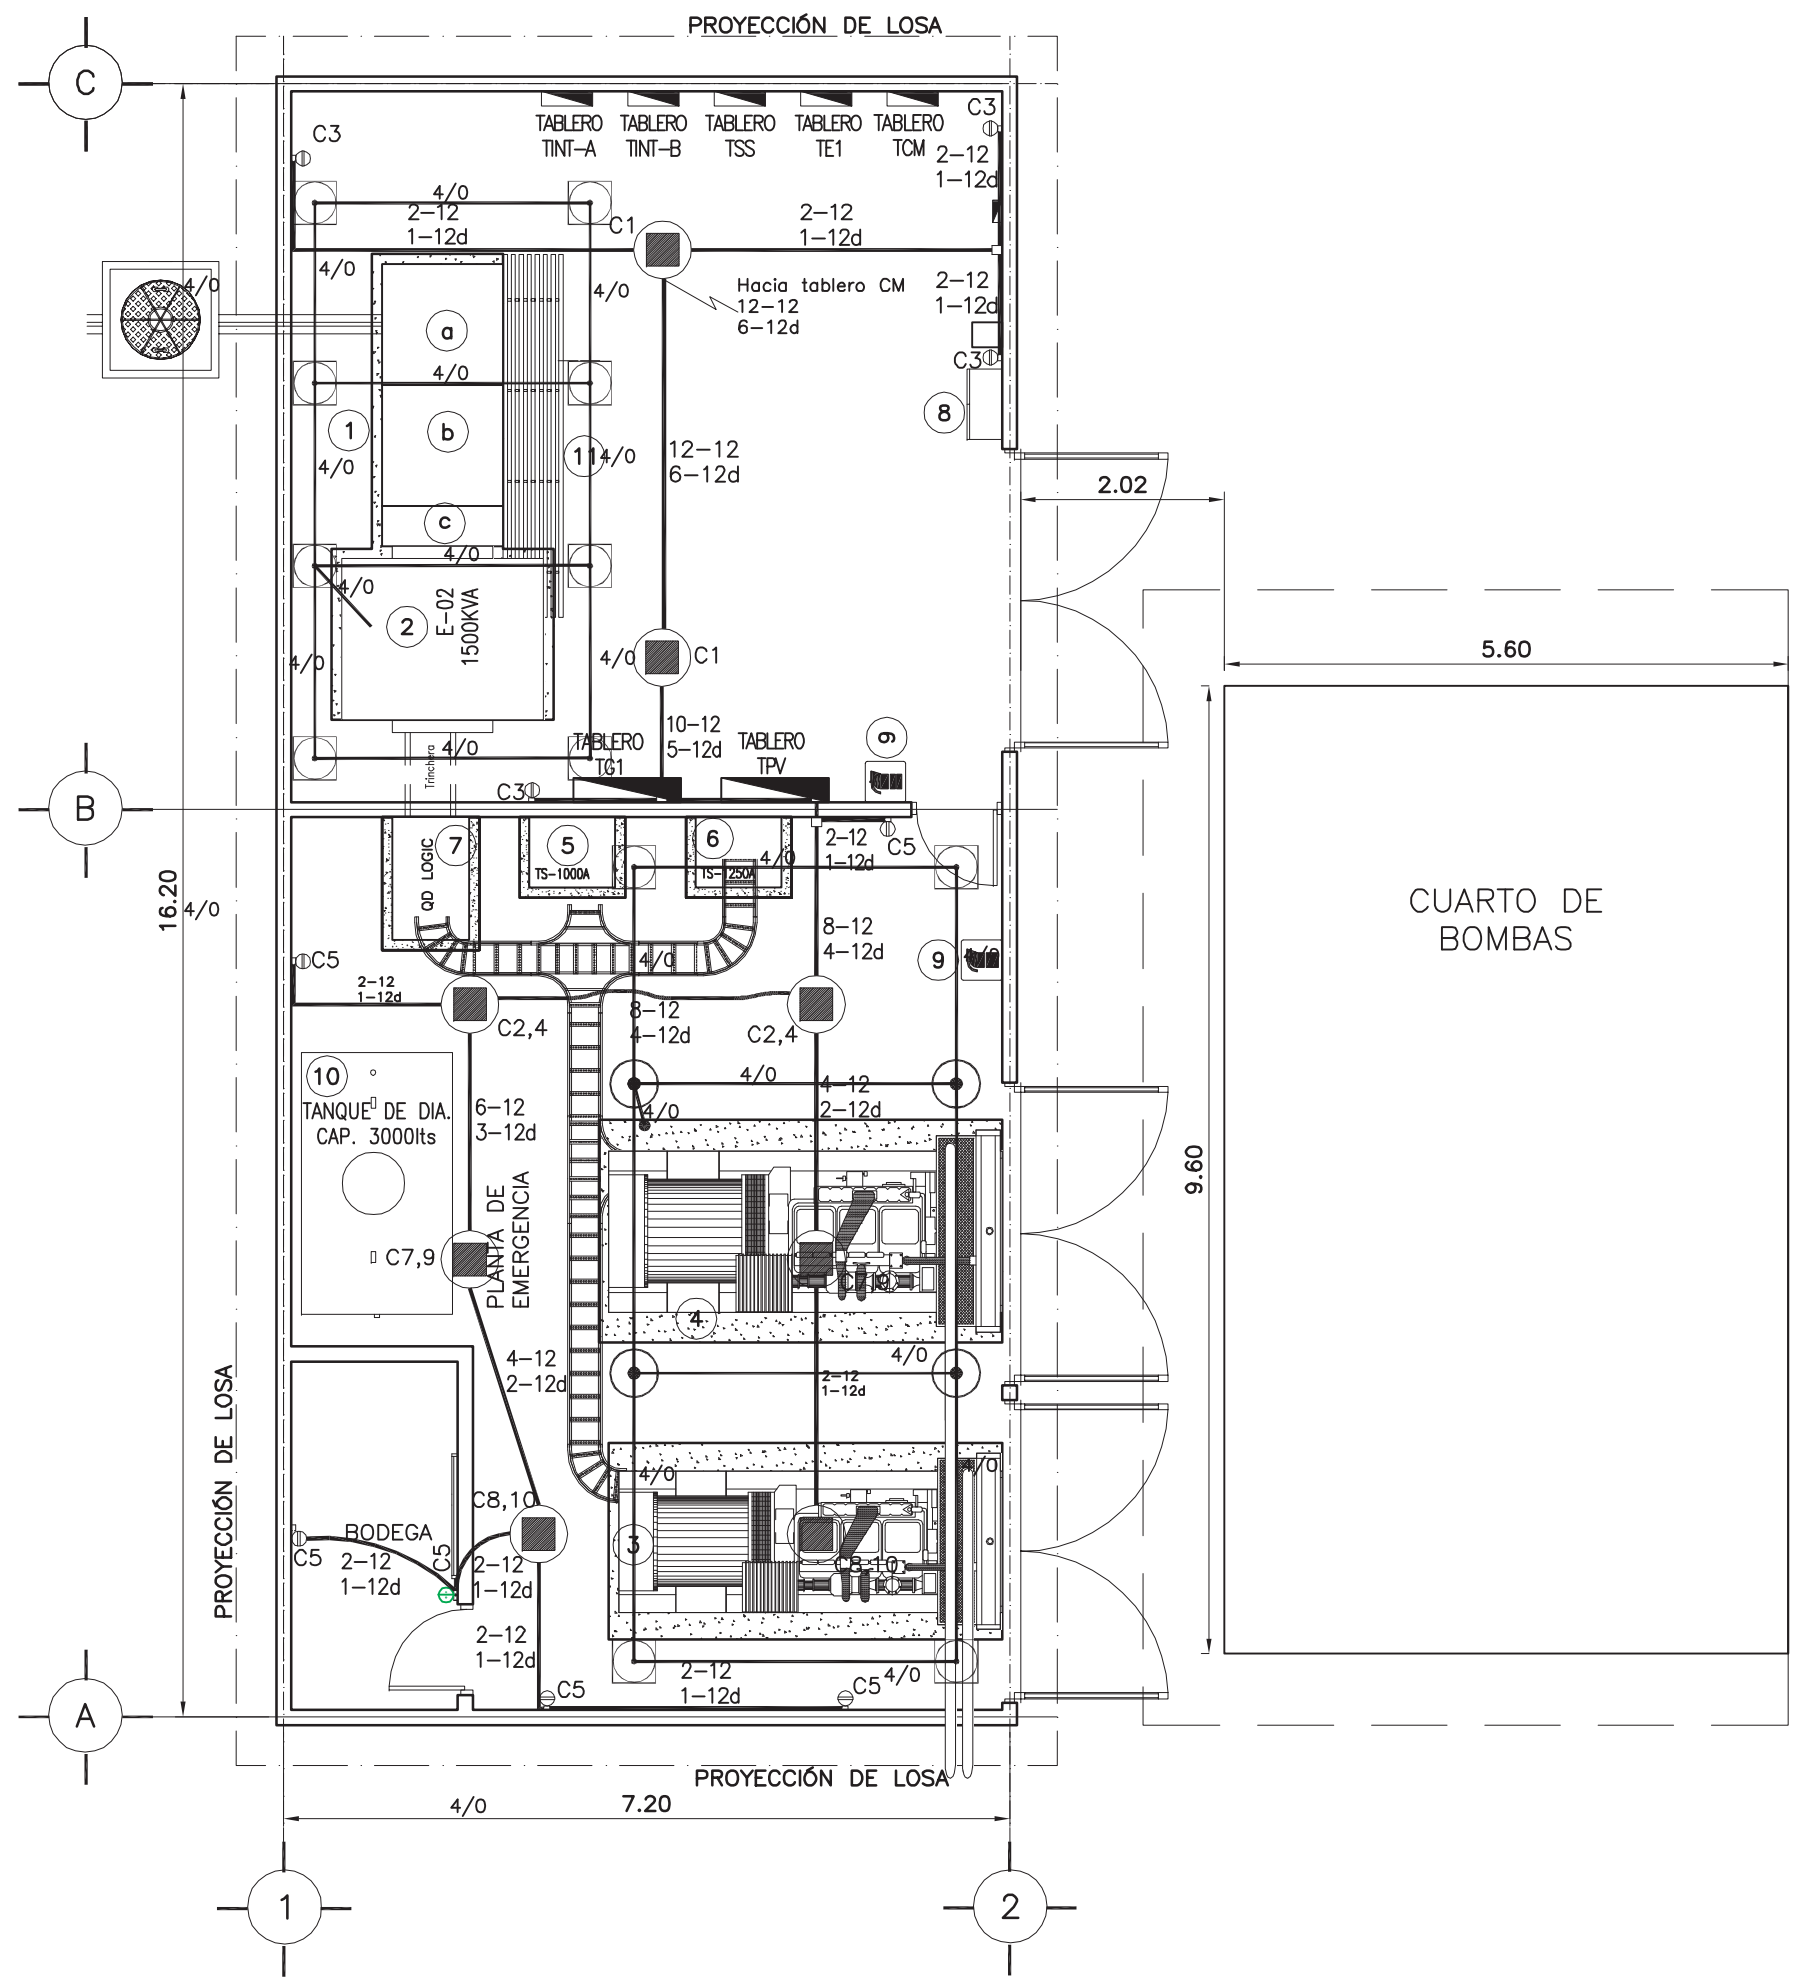 PROYECCIÓN DE LOSA
C
C3
TABLERO
TINT-A
TABLERO
TINT-B
TABLERO
TSS
TABLERO
TE1
TABLERO
TCM
C3
2-12
1-12d
4/0
2-12
1-12d
C1
2-12
1-12d
4/0
4/0
4/0
Hacia tablero CM
12-12
6-12d
2-12
1-12d
a
C3
4/0
8
1
b
11
4/0
4/0
12-12
6-12d
2.02
c
4/0
4/0
2
E-02
1500KVA
4/0
4/0
C1
5.60
10-12
5-12d
TABLERO
TG1
TABLERO
TPV
9
4/0
Trinchera
C3
B
7
QD LOGIC
5
TS-1000A
6
TS-1250A
4/0
2-12
1-12d
C5
16.20
4/0
CUARTO DE
BOMBAS
8-12
4-12d
9
C5
4/0
2-12
1-12d
C2,4
8-12
4-12d
C2,4
10
TANQUE DE DIA.
CAP. 3000lts
4/0
4/0
4-12
2-12d
6-12
3-12d
9.60
PLANTA DE
EMERGENCIA
C7,9
C7,9
4
4/0
4-12
2-12d
2-12
1-12d
PROYECCIÓN DE LOSA
4/0
4/0
C8,10
3
C8,10
BODEGA
C5
2-12
1-12d
C5
2-12
1-12d
2-12
1-12d
C5
2-12
1-12d
C5
4/0
A
PROYECCIÓN DE LOSA
4/0
7.20
1
2